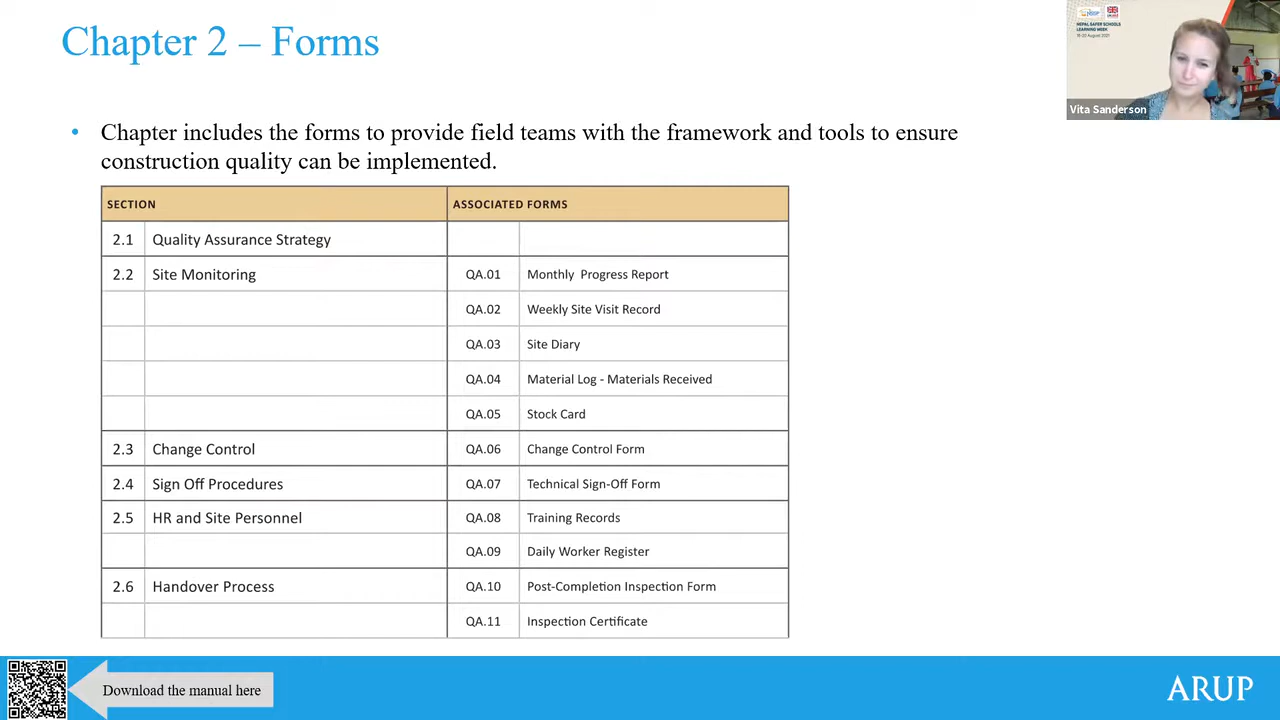 Chapter 2 – Forms
NEPAL SAFER SCHOOLS
LEARNING WEEK
Vita Sanderson
• Chapter includes the forms to provide field teams with the framework and tools to ensure
construction quality can be implemented.
SECTION ASSOCIATED FORMS
2.1 Quality Assurance Strategy
2.2 Site Monitoring QA.01 Monthly Progress Report
QA.02 Weekly Site Visit Record
QA.03 Site Diary
QA.04 Material Log - Materials Received
QA.05 Stock Card
2.3 Change Control QA.06 Change Control Form
2.4 Sign Off Procedures QA.07 Technical Sign-Off Form
2.5 HR and Site Personnel QA.08 Training Records
QA.09 Daily Worker Register
2.6 Handover Process QA.10 Post-Completion Inspection Form
QA.11 Inspection Certificate
Download the manual here
ARUP